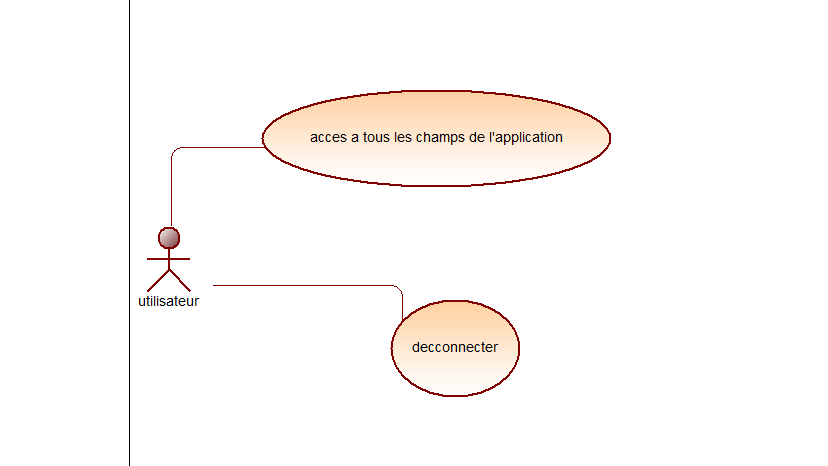 acces a tous les champs de l'application
utilisateur
decconnecter